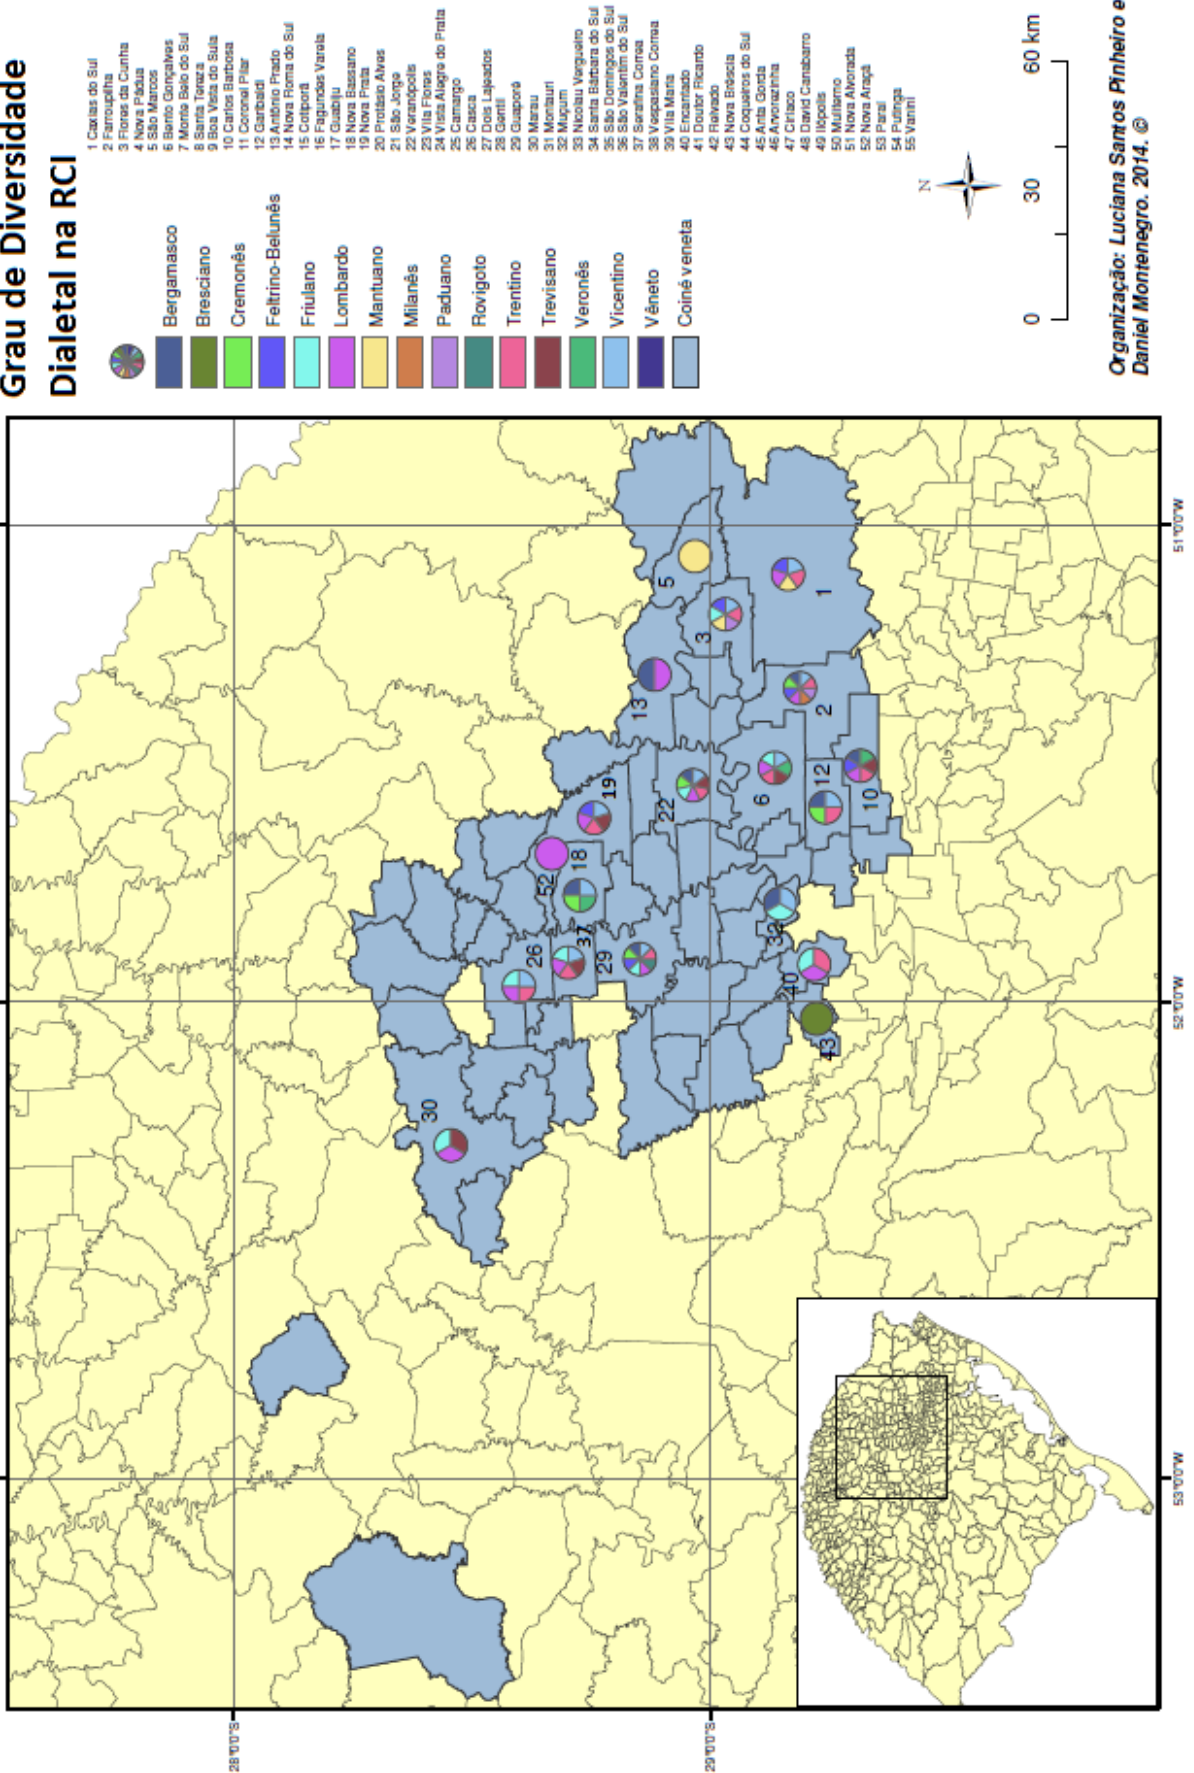 Grau de Diversidade
Dialetal na RCI
Bergamasco
Bresciano
Cremonês
Feltrino-Belunês
Friulano
Lombardo
Mantuano
Milanês
Paduano
Rovigoto
Trentino
Trevisano
Veronês
Vicentino
Vêneto
Coinê veneta
1 Caxias do Sul
2 Farroupilha
3 Flores da Cunha
4 Nova Pádua
5 São Marcos
6 Bento Gonçalves
7 Monte Belo do Sul
8 Santa Tereza
9 Boa Vista do Sula
10 Carlos Barbosa
11 Coronel Pilar
12 Garibaldi
13 Antônio Prado
14 Nova Roma do Sul
15 Cotiporã
16 Fagundes Varela
17 Guabiju
18 Nova Bassano
19 Nova Prata
20 Protásio Alves
21 São Jorge
22 Veranópolis
23 Vila Flores
24 Vista Alegre do Prata
25 Camargo
26 Casca
27 Dois Lajeados
28 Gentil
29 Guaporé
30 Marau
31 Montauri
32 Muçum
33 Nicolau Vergueiro
34 Santa Bárbara do Sul
35 São Domingos do Sul
36 São Valentim do Sul
37 Serafina Correa
38 Vespasiano Correa
39 Vila Maria
40 Encantado
41 Doutor Ricardo
42 Relvado
43 Nova Bréscia
44 Coqueiros do Sul
45 Anta Gorda
46 Arvorezinha
47 Ciríaco
48 David Canabarro
49 Ilópolis
50 Muliterno
51 Nova Alvorada
52 Nova Araçá
53 Paraí
54 Putinga
55 Vanini
N
0 30 60 km
Organização: Luciana Santos Pinheiro e
Daniel Montenegro. 2014. ©
28°0'0"S
29°0'0"S
53°0'0"W
52°0'0"W
51°0'0"W
30
26
37
29
52
18
19
22
13
3
5
1
2
6
12
10
32
40
43